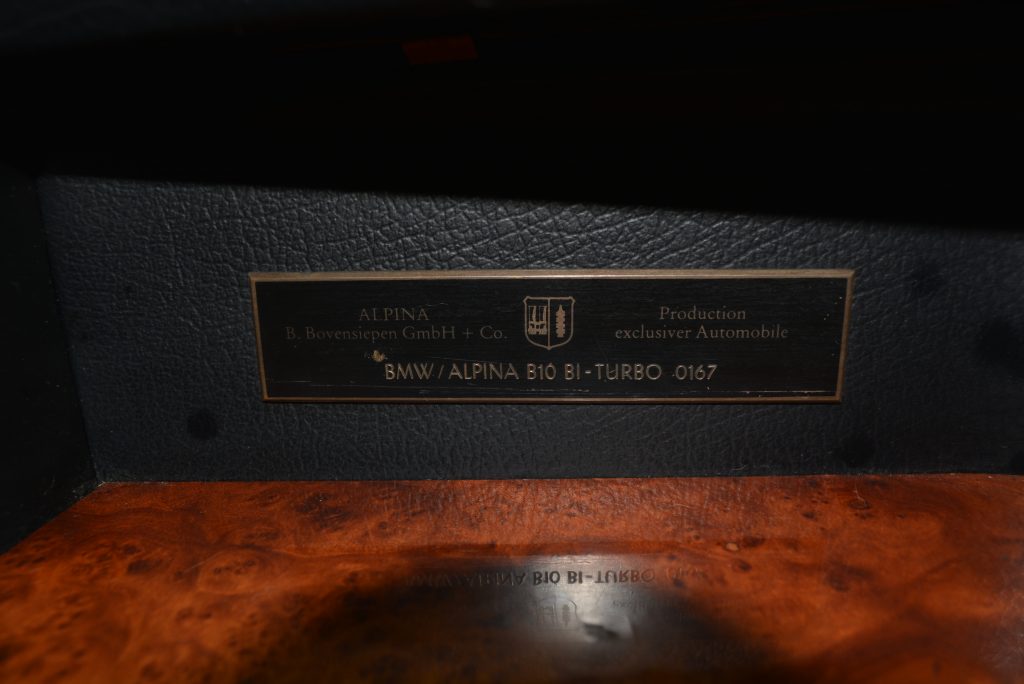 ALPINA
B. Bovensiepen GmbH + Co.
Production
exclusiver Automobile
BMW / ALPINA B10 BI - TURBO 0167